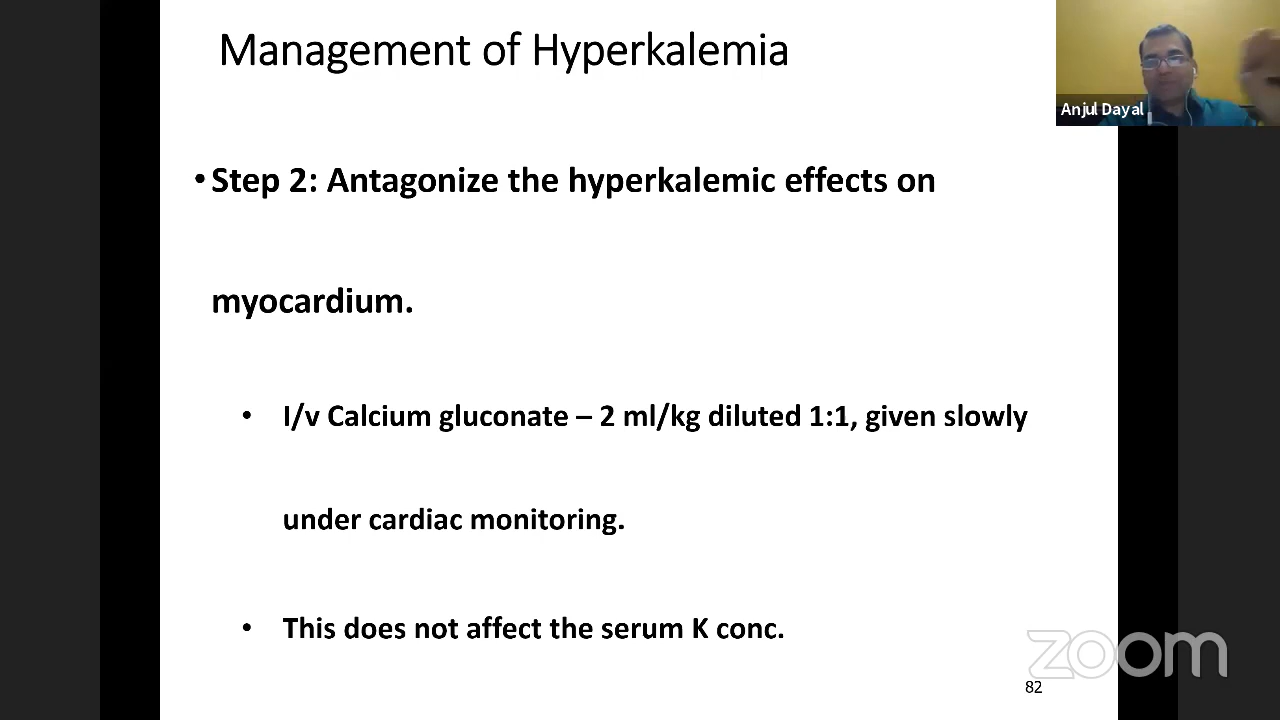 Management of Hyperkalemia
Anjul Dayal
• Step 2: Antagonize the hyperkalemic effects on
myocardium.
• I/v Calcium gluconate – 2 ml/kg diluted 1:1, given slowly
under cardiac monitoring.
• This does not affect the serum K conc.
zoom
82